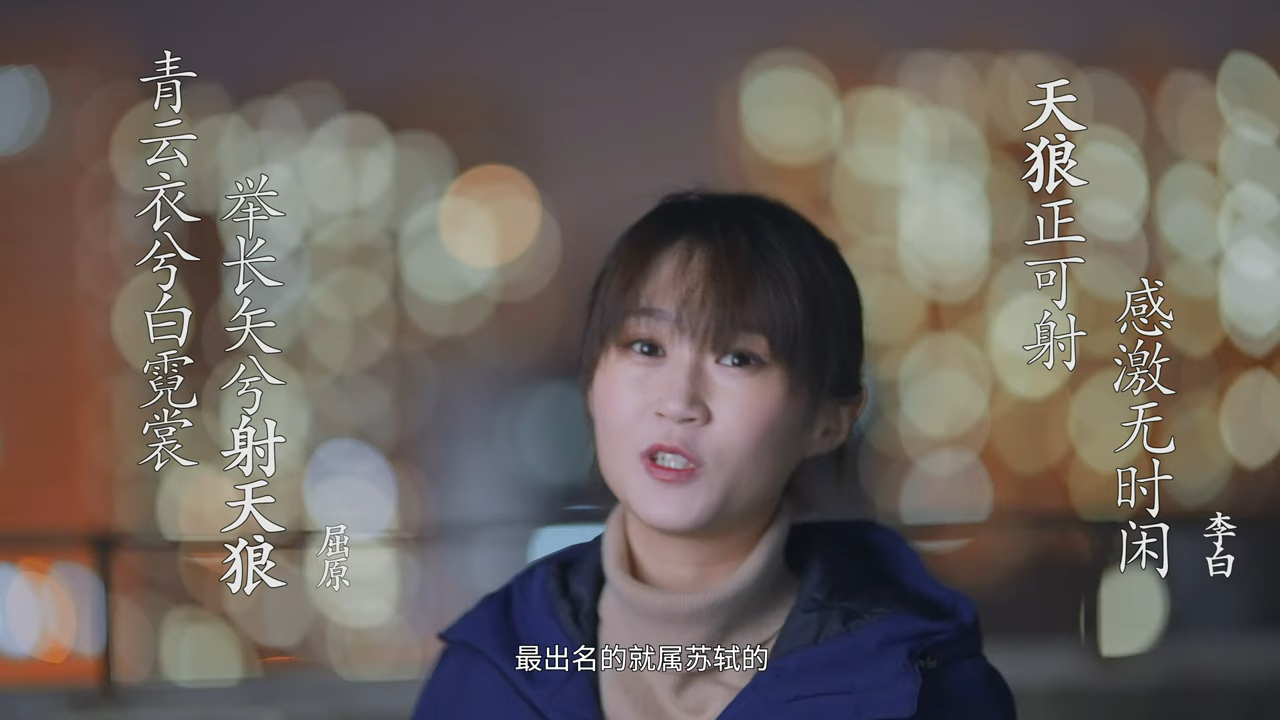 青云衣兮白霓裳
举长矢兮射天狼
屈原
天狼正可射
感激无时闲
李白
最出名的就属苏轼的